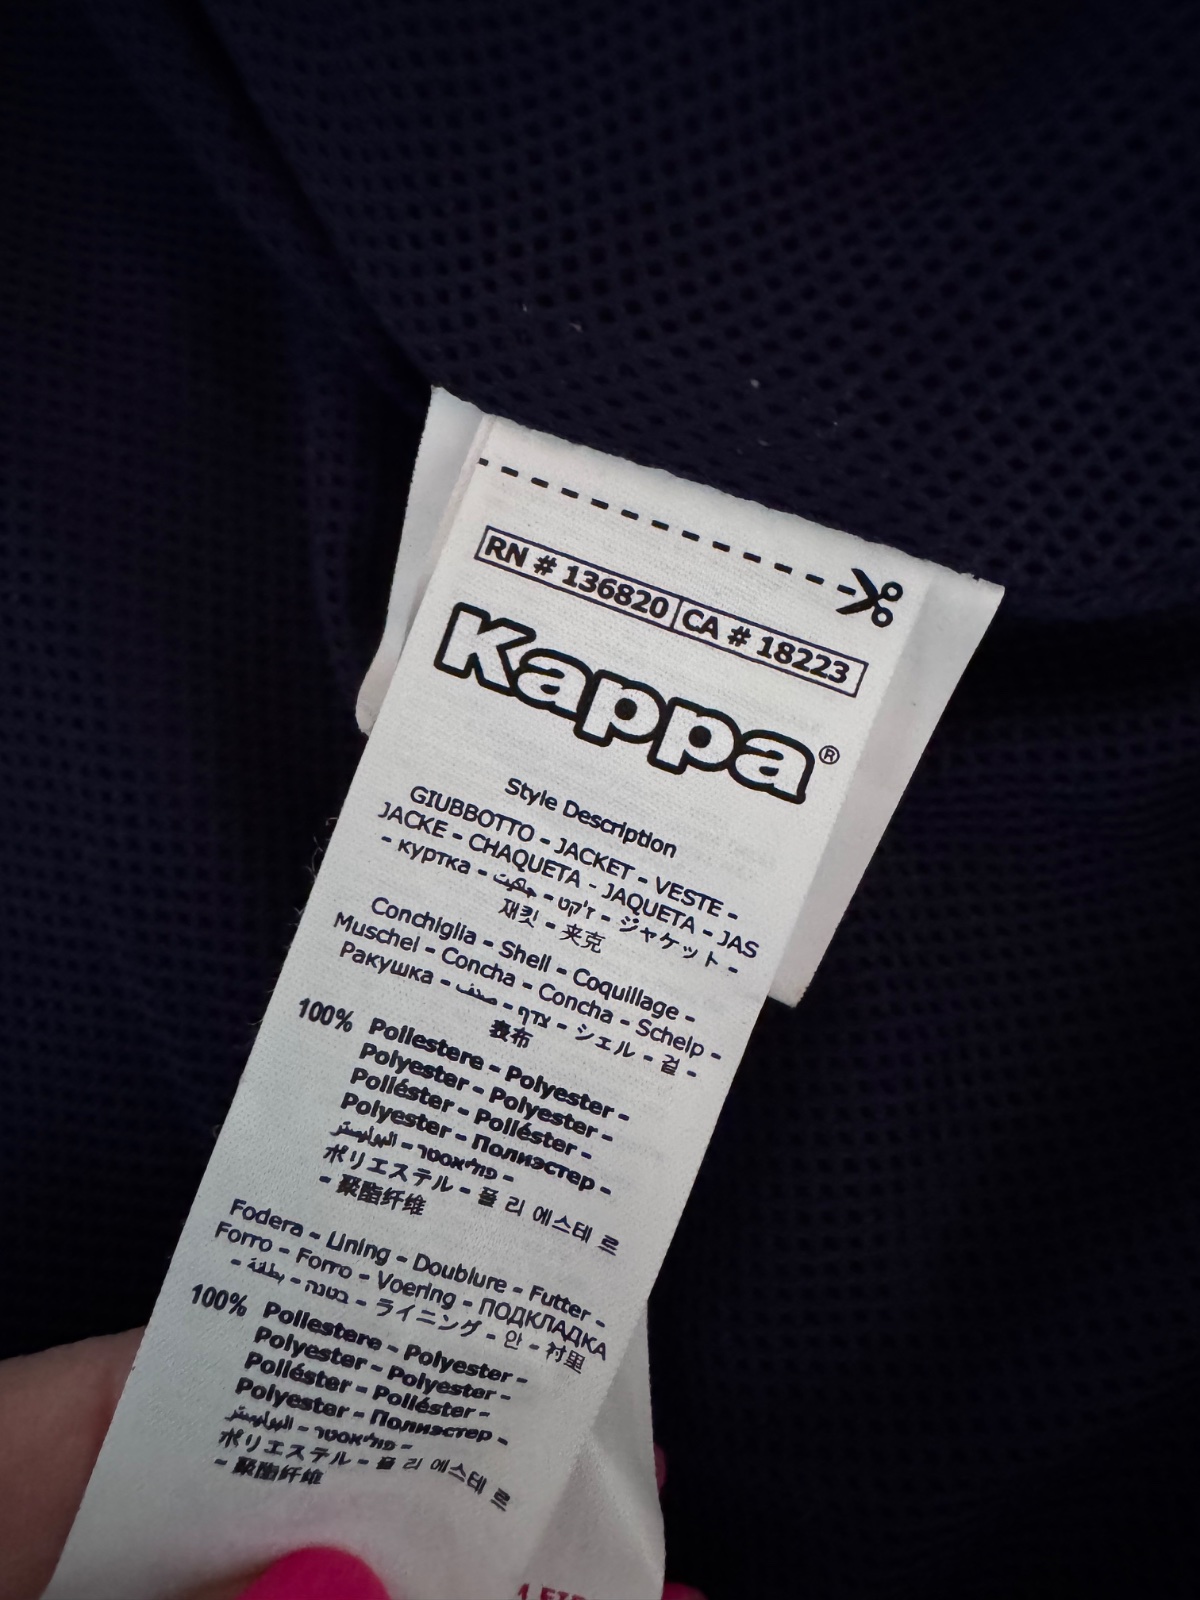 RN # 136820 CA # 18223
Kappa®
Style Description
GIUBBOTTO - JACKET - VESTE -
JACKE - CHAQUETA - JAQUETA - JAS
- куртка - جاكيت - ז'קט - ジャケット -
재킷 - 夹克
Conchiglia - Shell - Coquillage -
Muschel - Concha - Concha - Schelp -
Ракушка - صدف - צדף - シェル - 겉 -
表布
100% Poliestere - Polyester -
Polyester - Polyester -
Poliéster - Poliéster -
Polyester - Полиэстер -
البوليستر - פוליאסטר -
ポリエステル - 폴 리 에스테 르
- 聚酯纤维
Fodera - Lining - Doublure - Futter -
Forro - Forro - Voering - ПОДКЛАДКА
- بطانة - בטנה - ライニング - 안 - 衬里
100% Poliestere - Polyester -
Polyester - Polyester -
Poliéster - Poliéster -
Polyester - Полиэстер -
البوليستر - פוליאסטר -
ポリエステル - 폴 리 에스테 르
- 聚酯纤维